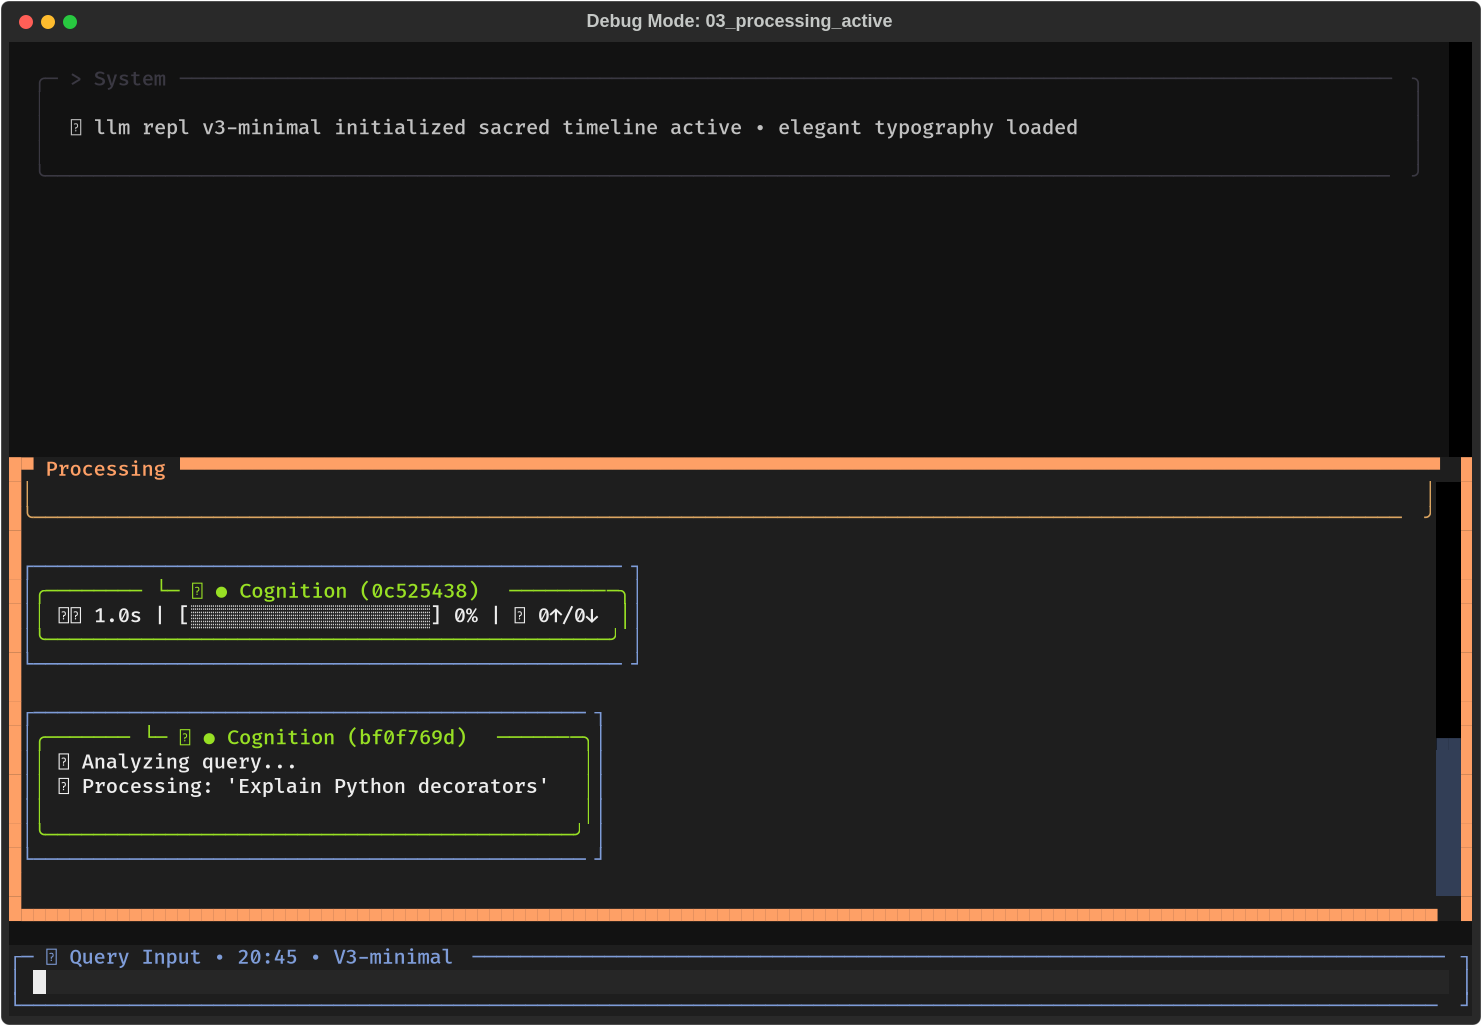 Debug Mode: 03_processing_active
> System
llm repl v3-minimal initialized sacred timeline active • elegant typography loaded
Processing
● Cognition (0c525438)
1.0s | [░░░░░░░░░░░░░░░░░░░░] 0% | 0↑/0↓
● Cognition (bf0f769d)
Analyzing query...
Processing: 'Explain Python decorators'
Query Input • 20:45 • V3-minimal